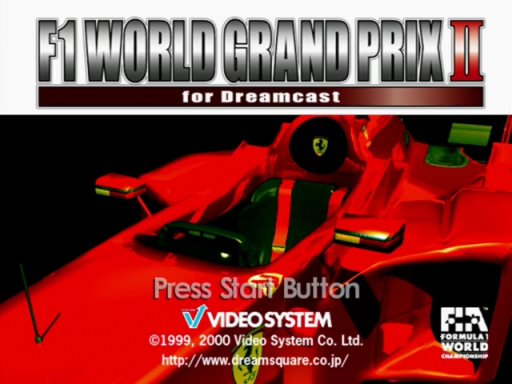 F1 WORLD GRAND PRIX II
for Dreamcast
Press Start Button
VIDEO SYSTEM
©1999, 2000 Video System Co. Ltd.
http://www.dreamsquare.co.jp/
FIA
FORMULA 1
WORLD
CHAMPIONSHIP